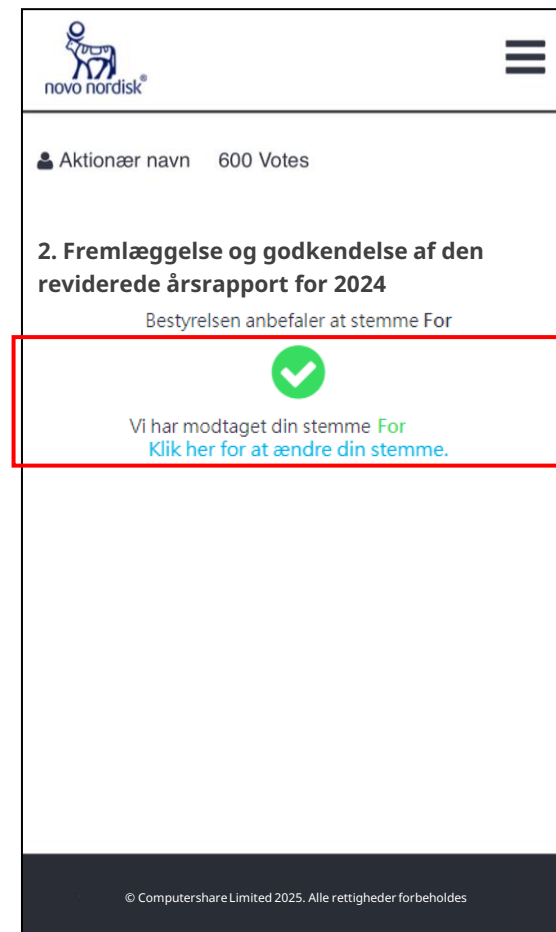 novo nordisk®
Aktionær navn 600 Votes
2. Fremlæggelse og godkendelse af den
reviderede årsrapport for 2024
Bestyrelsen anbefaler at stemme For
Vi har modtaget din stemme For
Klik her for at ændre din stemme.
© Computershare Limited 2025. Alle rettigheder forbeholdes